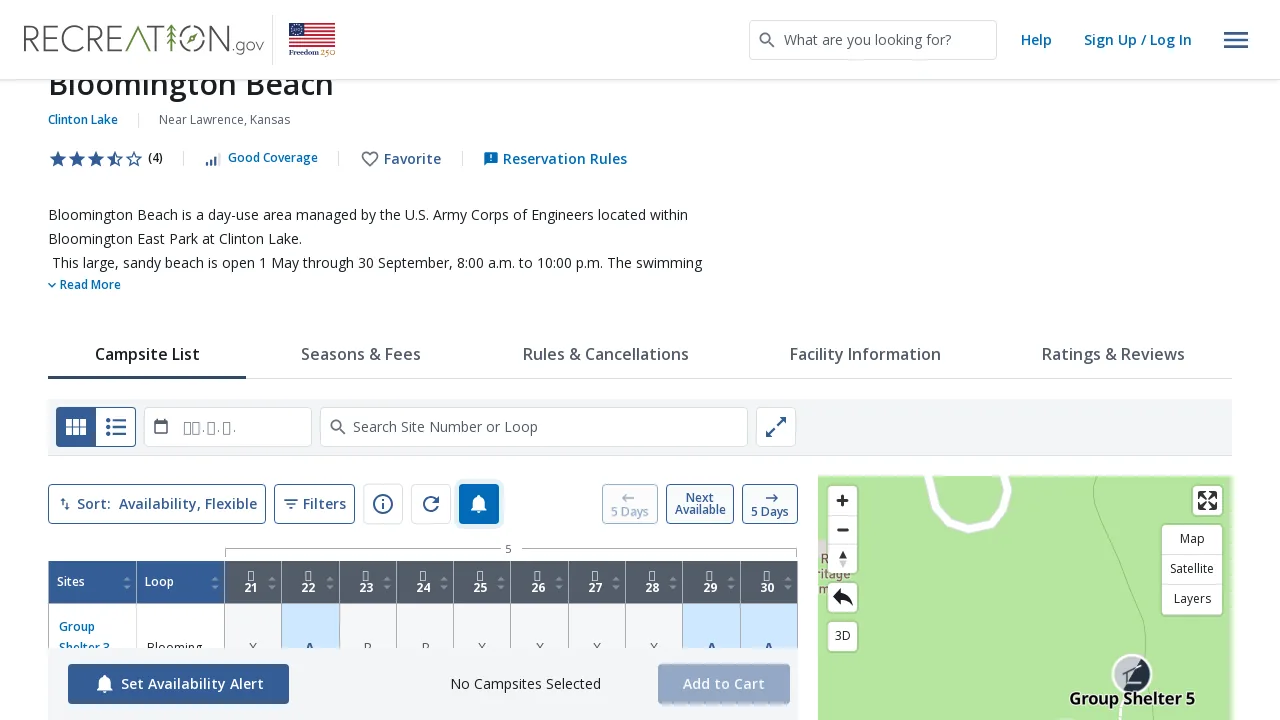 RECREATION.gov
Freedom 250
What are you looking for?
Help
Sign Up / Log In
Bloomington Beach
Clinton Lake
Near Lawrence, Kansas
(4)
Good Coverage
Favorite
Reservation Rules
Bloomington Beach is a day-use area managed by the U.S. Army Corps of Engineers located within
Bloomington East Park at Clinton Lake.
This large, sandy beach is open 1 May through 30 September, 8:00 a.m. to 10:00 p.m. The swimming
Read More
Campsite List
Seasons & Fees
Rules & Cancellations
Facility Information
Ratings & Reviews
Search Site Number or Loop
Sort: Availability, Flexible
Filters
5 Days
Next
Available
5 Days
5
Sites
Loop
21
22
23
24
25
26
27
28
29
30
Group
Shelter 3
Blooming
X
A
R
R
X
X
X
X
A
A
Set Availability Alert
No Campsites Selected
Add to Cart
Map
Satellite
Layers
3D
Group Shelter 5